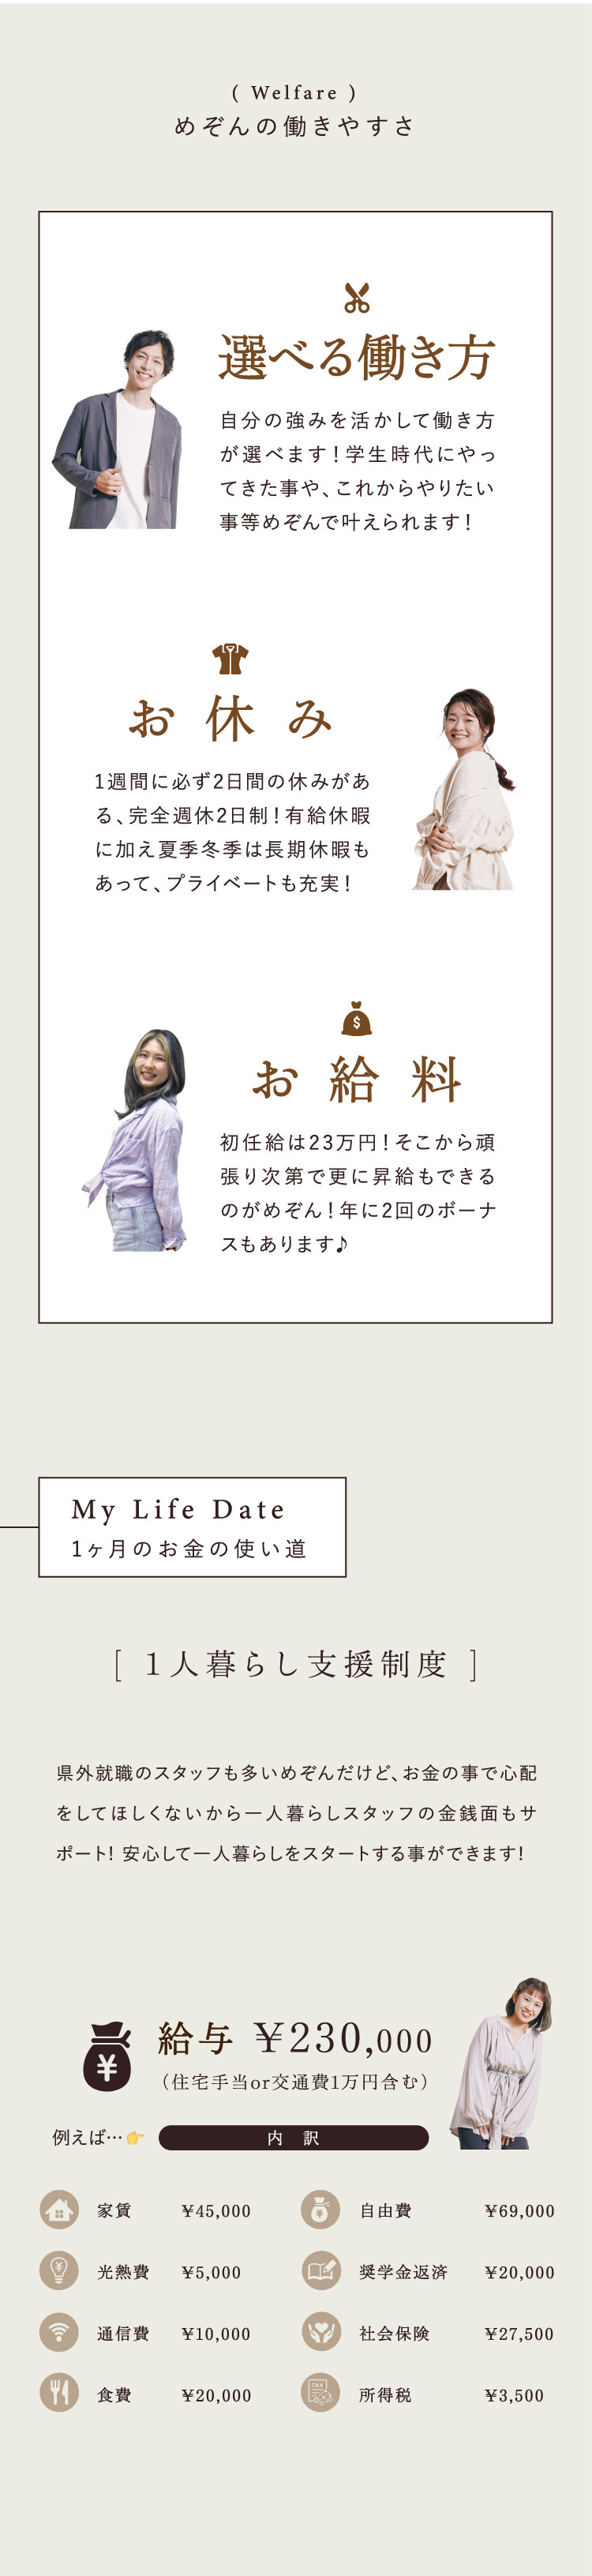 ( Welfare )
めぞんの働きやすさ
選べる働き方
自分の強みを活かして働き方
が選べます！学生時代にやっ
てきた事や、これからやりたい
事等めぞんで叶えられます！
お休み
1週間に必ず2日間の休みがあ
る、完全週休2日制！有給休暇
に加え夏季冬季は長期休暇も
あって、プライベートも充実！
$
お給料
初任給は23万円！そこから頑
張り次第で更に昇給もできる
のがめぞん！年に2回のボーナ
スもあります♪
My Life Date
1ヶ月のお金の使い道
[ 1人暮らし支援制度 ]
県外就職のスタッフも多いめぞんだけど、お金の事で心配
をしてほしくないから一人暮らしスタッフの金銭面もサ
ポート! 安心して一人暮らしをスタートする事ができます!
¥
給与 ¥230,000
（住宅手当or交通費1万円含む）
例えば…👉 内 訳
家賃 ¥45,000
光熱費 ¥5,000
通信費 ¥10,000
食費 ¥20,000
自由費 ¥69,000
奨学金返済 ¥20,000
社会保険 ¥27,500
TAX
所得税 ¥3,500